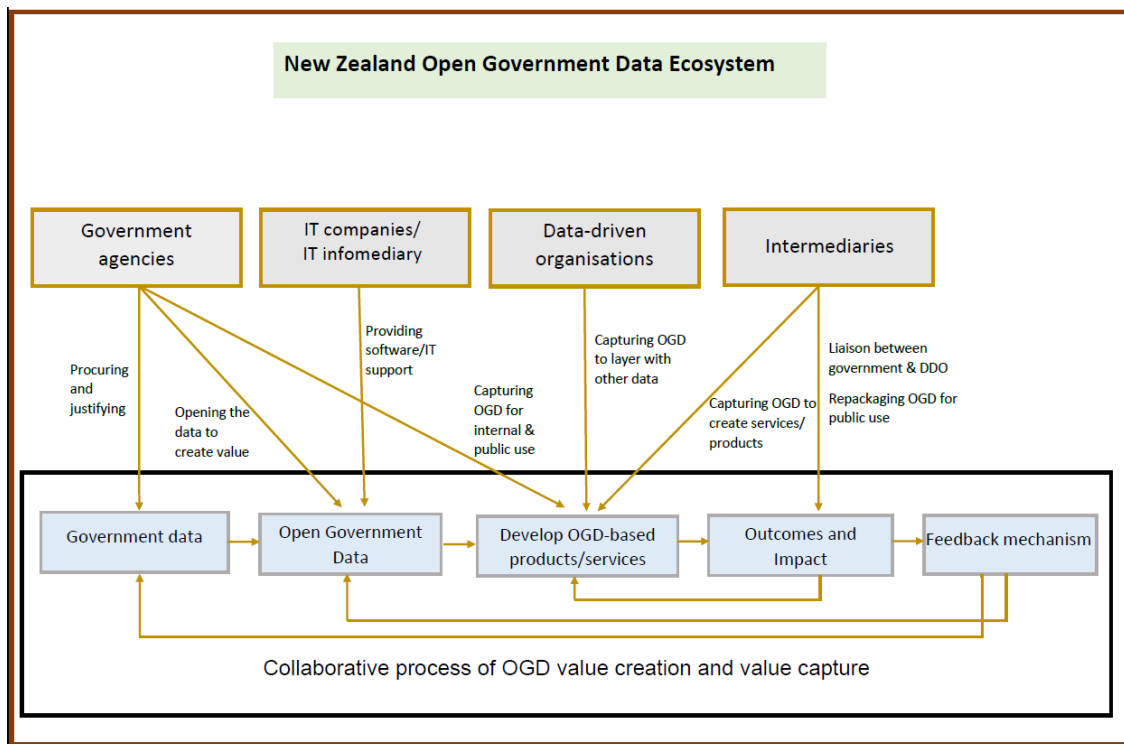 New Zealand Open Government Data Ecosystem
Government
agencies
IT companies/
IT infomediary
Data-driven
organisations
Intermediaries
Procuring
and
justifying
Opening the
data to
create value
Providing
software/IT
support
Capturing
OGD for
internal &
public use
Capturing OGD
to layer with
other data
Capturing OGD to
create services/
products
Liaison between
government & DDO
Repackaging OGD for
public use
Government data
Open Government
Data
Develop OGD-based
products/services
Outcomes and
Impact
Feedback mechanism
Collaborative process of OGD value creation and value capture